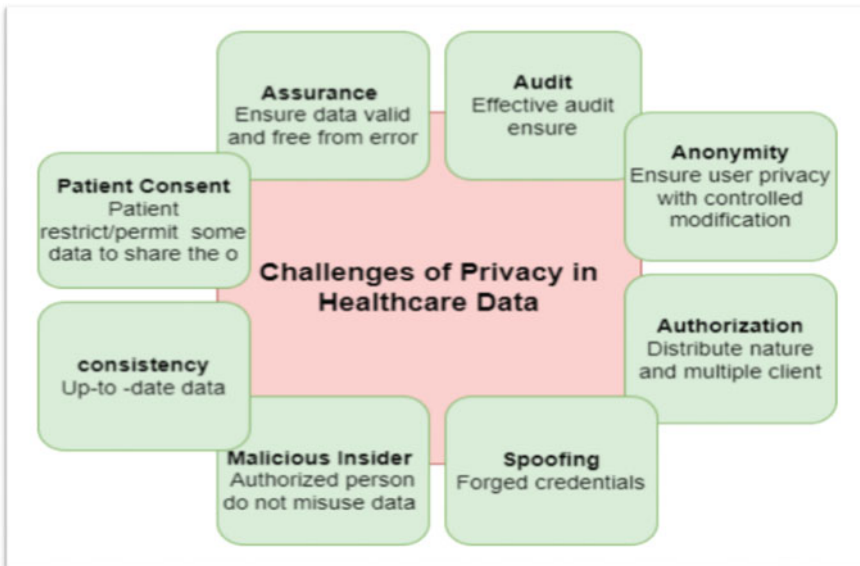 Assurance
Ensure data valid
and free from error
Audit
Effective audit
ensure
Anonymity
Ensure user privacy
with controlled
modification
Authorization
Distribute nature
and multiple client
Spoofing
Forged credentials
Malicious Insider
Authorized person
do not misuse data
consistency
Up-to -date data
Patient Consent
Patient
restrict/permit some
data to share the o
Challenges of Privacy in
Healthcare Data